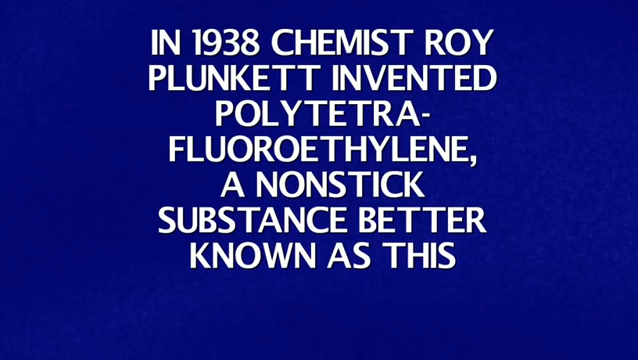 IN 1938 CHEMIST ROY
PLUNKETT INVENTED
POLYTETRA-
FLUOROETHYLENE,
A NONSTICK
SUBSTANCE BETTER
KNOWN AS THIS